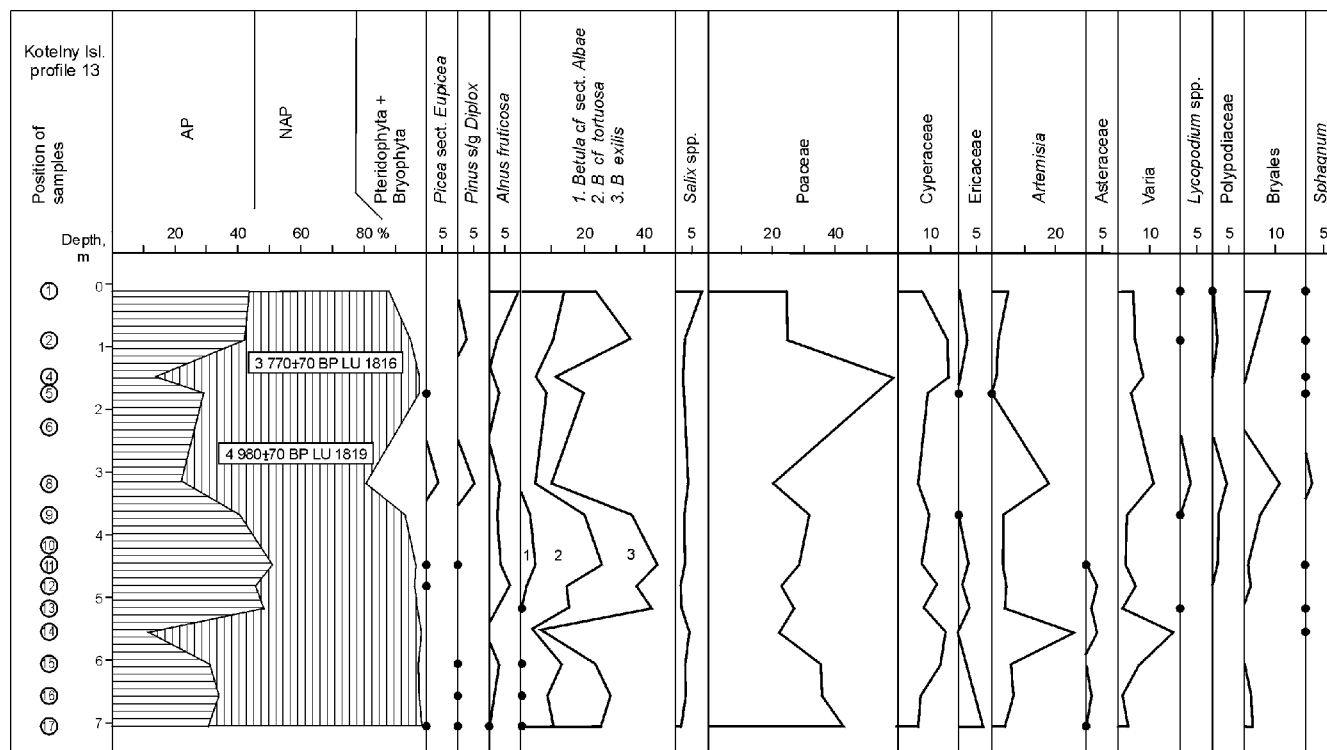 Kotelny Isl.
profile 13
Position of
samples
Depth,
m
AP
NAP
Pteridophyta +
Bryophyta
Picea sect. Eupicea
Pinus s/g Diplox
Alnus fruticosa
1. Betula cf sect. Albae
2. B cf tortuosa
3. B exilis
Salix spp.
Poaceae
Cyperaceae
Ericaceae
Artemisia
Asteraceae
Varia
Lycopodium spp.
Polypodiaceae
Bryales
Sphagnum
20 40 60 80 % 5 5 5 20 40 5 20 40 10 5 20 5 10 5 5 10 5
1 0
2
1
3 770±70 BP LU 1816
4
5
2
6
4 980±70 BP LU 1819
3
8
9
4
10
1 2 3
11
12
5
13
14
6
15
16
17 7